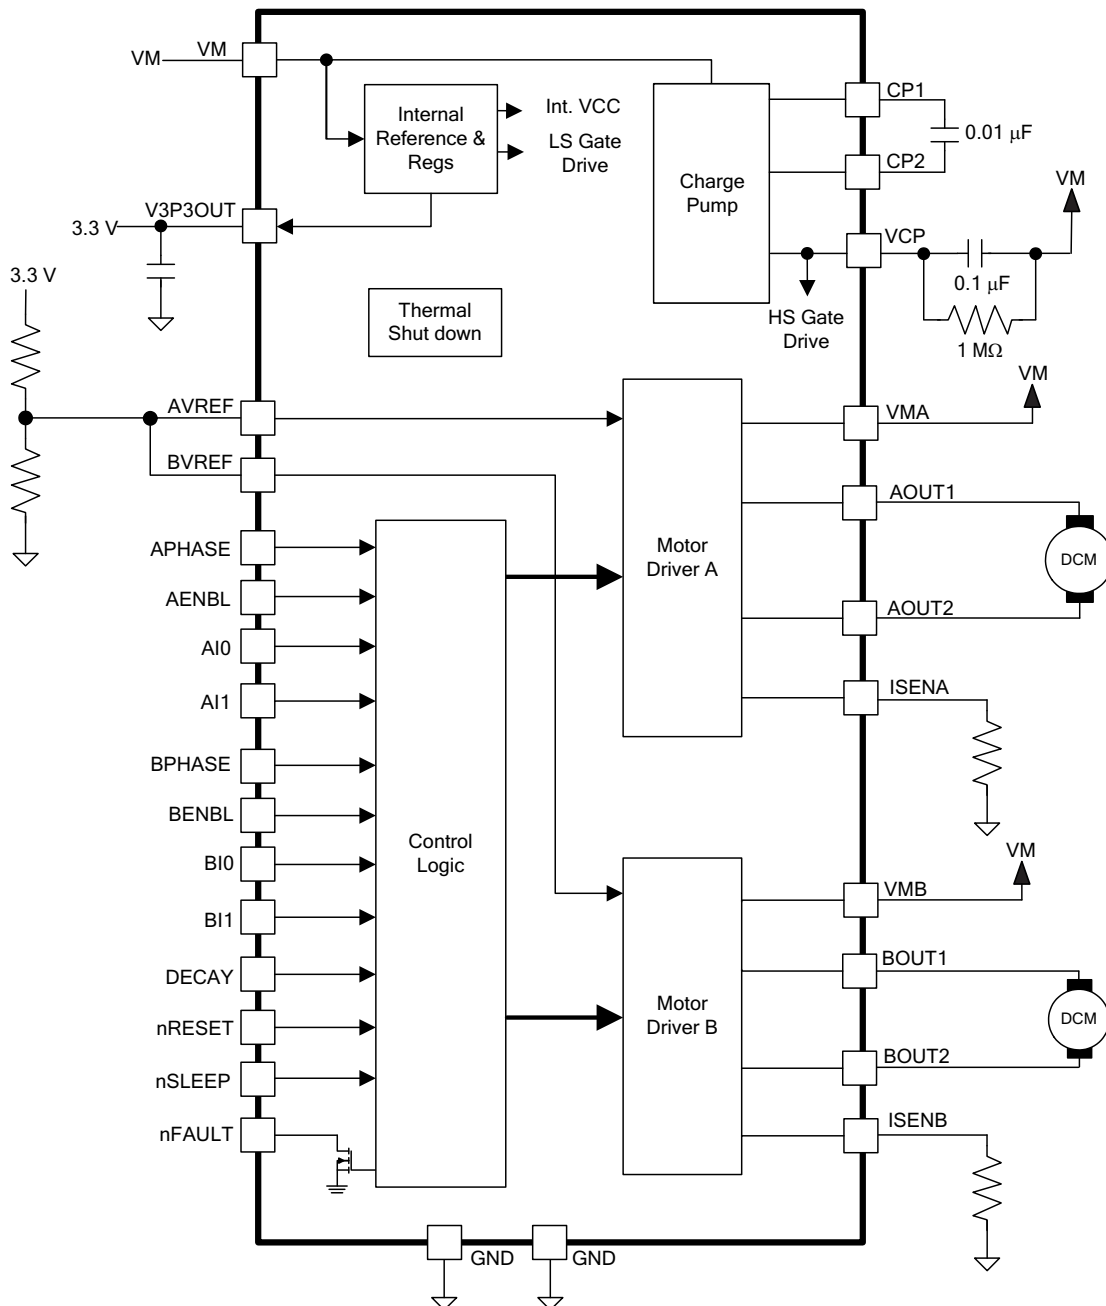 VM
VM
CP1
Internal
Reference &
Regs
Int. VCC
LS Gate
Drive
0.01 μF
Charge
Pump
CP2
VM
V3P3OUT
3.3 V
VCP
3.3 V
0.1 μF
Thermal
Shut down
HS Gate
Drive
1 MΩ
VM
AVREF
VMA
BVREF
AOUT1
APHASE
Motor
Driver A
DCM
AENBL
AOUT2
AI0
AI1
ISENA
BPHASE
BENBL
Control
Logic
VM
BI0
VMB
BI1
BOUT1
DECAY
Motor
Driver B
DCM
nRESET
BOUT2
nSLEEP
ISENB
nFAULT
GND
GND